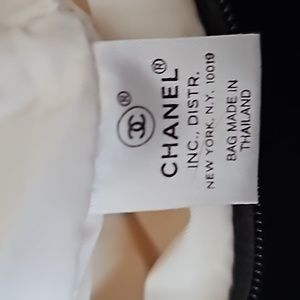 ®
CHANEL®
INC., DISTR.
NEW YORK, N.Y. 10019
BAG MADE IN
THAILAND